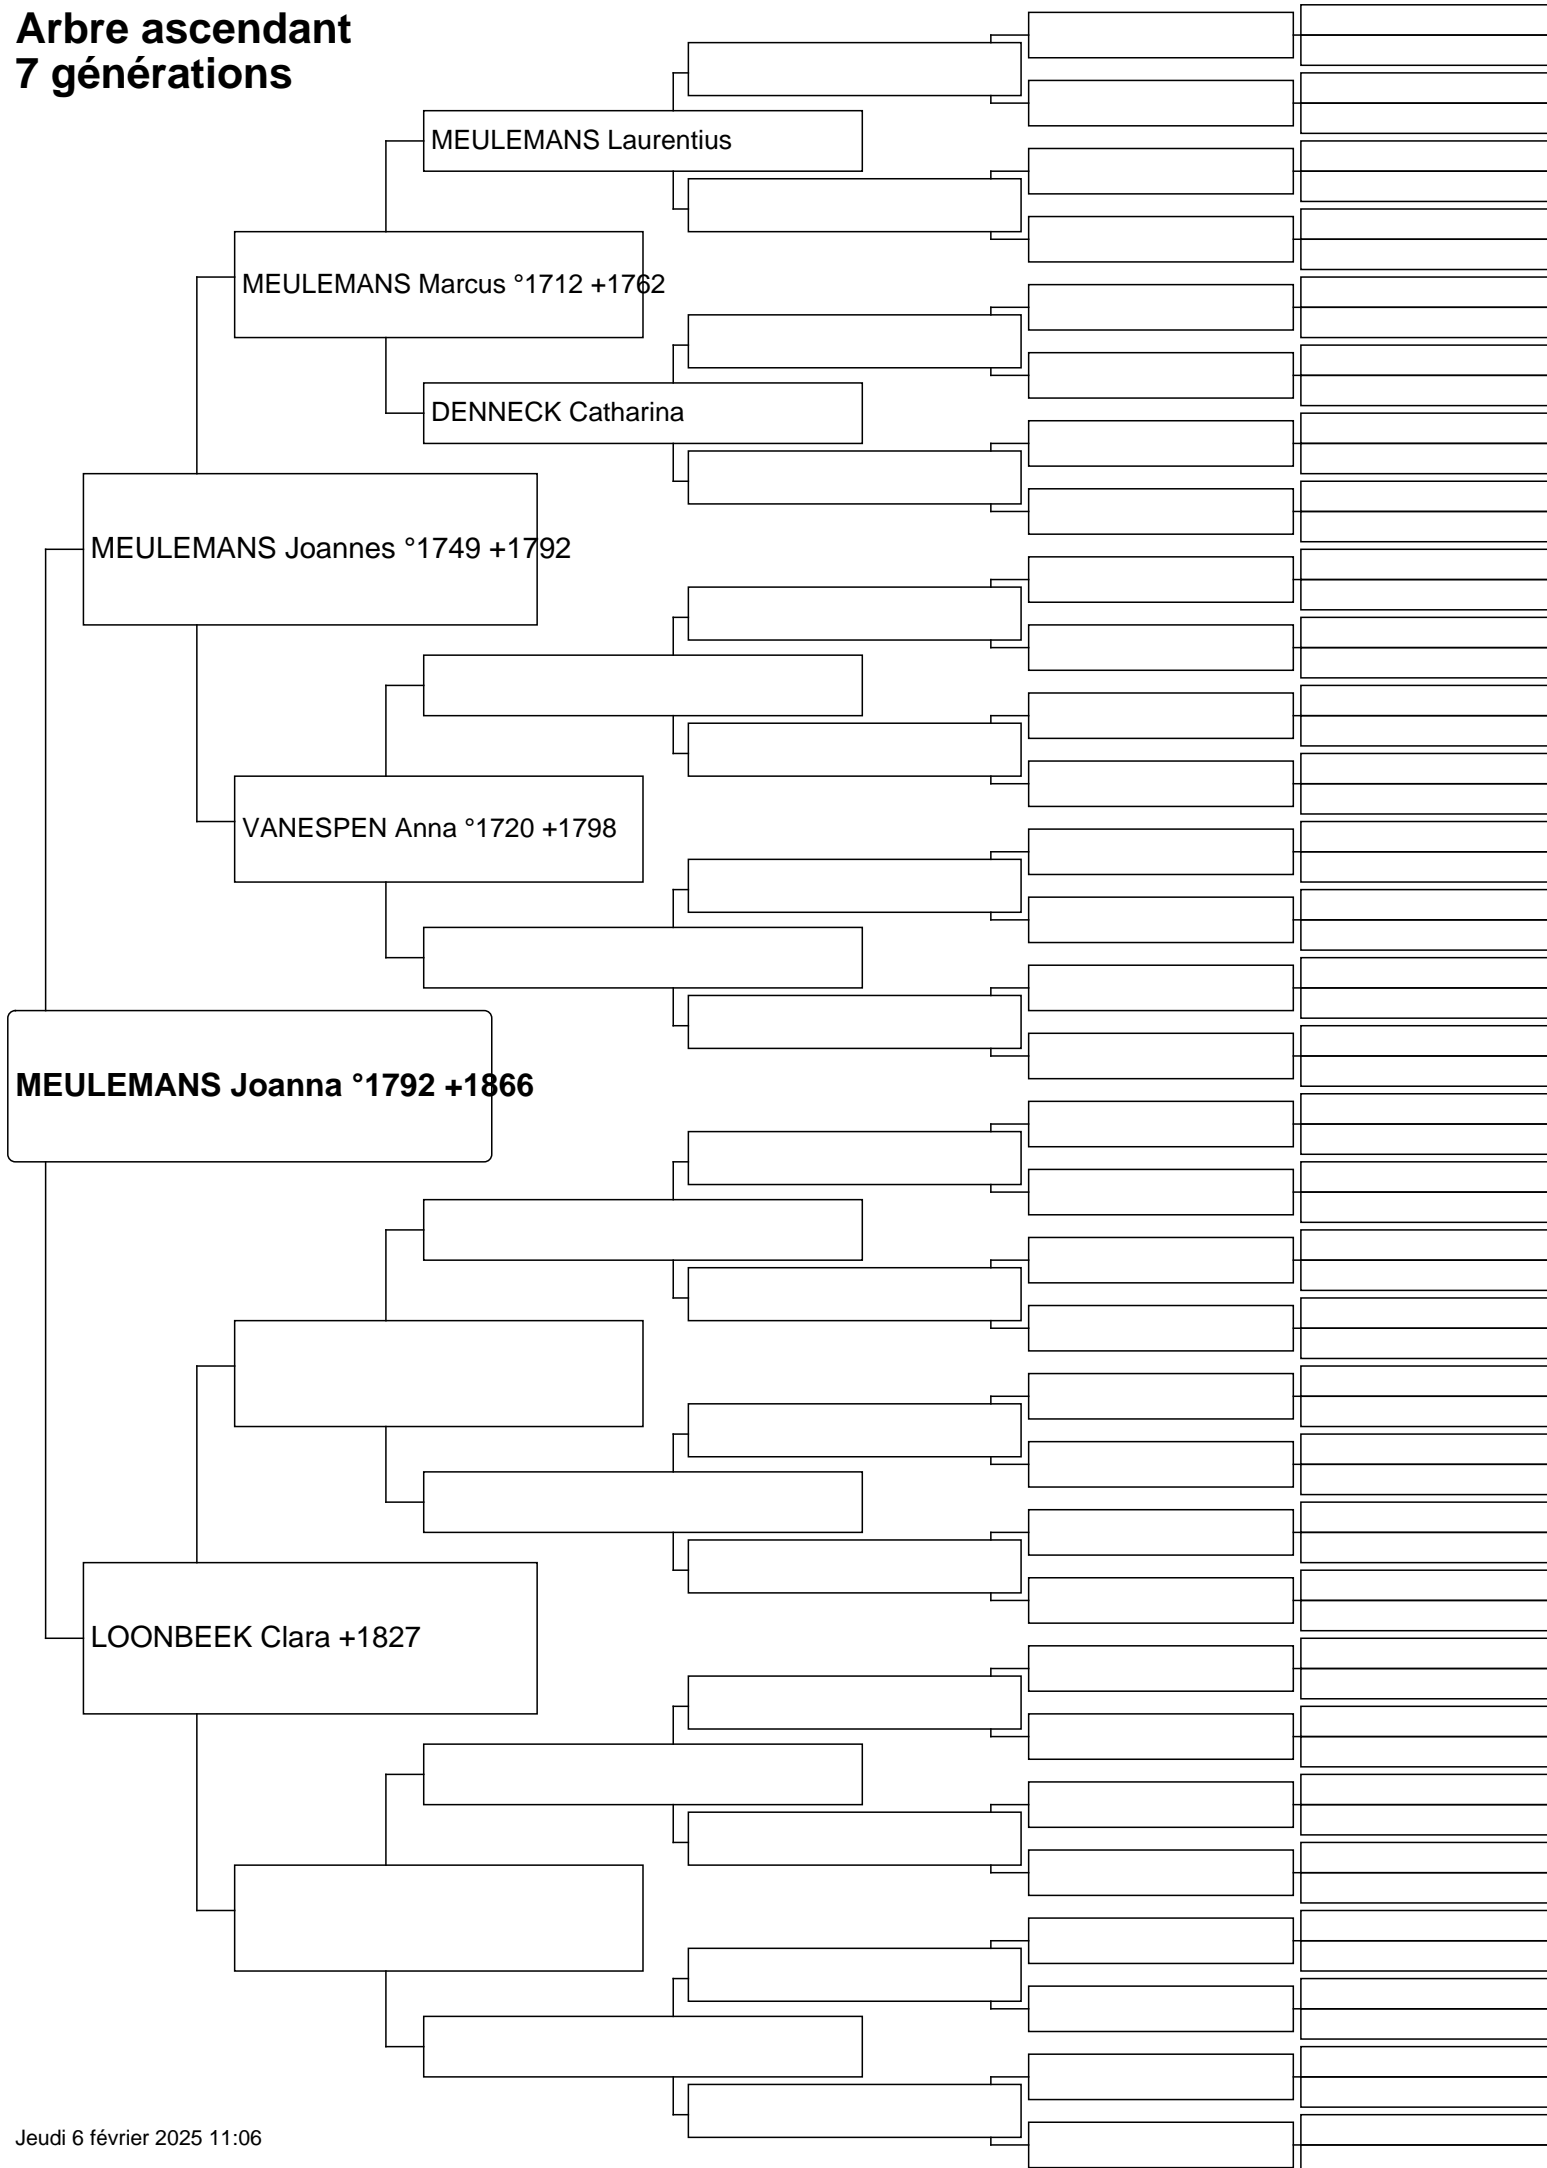 Arbre ascendant
7 générations
MEULEMANS Laurentius
MEULEMANS Marcus °1712 +1762
DENNECK Catharina
MEULEMANS Joannes °1749 +1792
VANESPEN Anna °1720 +1798
MEULEMANS Joanna °1792 +1866
LOONBEEK Clara +1827
Jeudi 6 février 2025 11:06